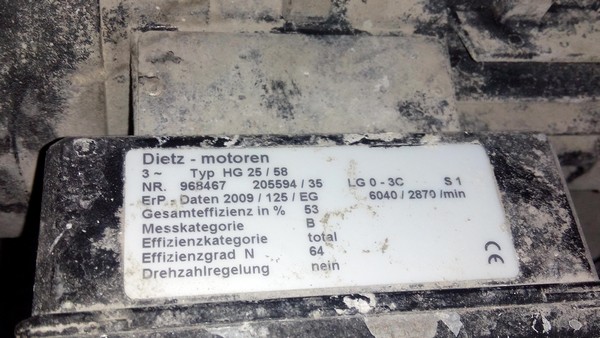 Dietz - motoren
3 ~ Typ HG 25 / 58
NR. 968467 205594 / 35 LG 0 - 3C S 1
ErP - Daten 2009 / 125 / EG 6040 / 2870 /min
Gesamteffizienz in % 53
Messkategorie B
Effizienzkategorie total
Effizienzgrad N 64
Drehzahlregelung nein
CE